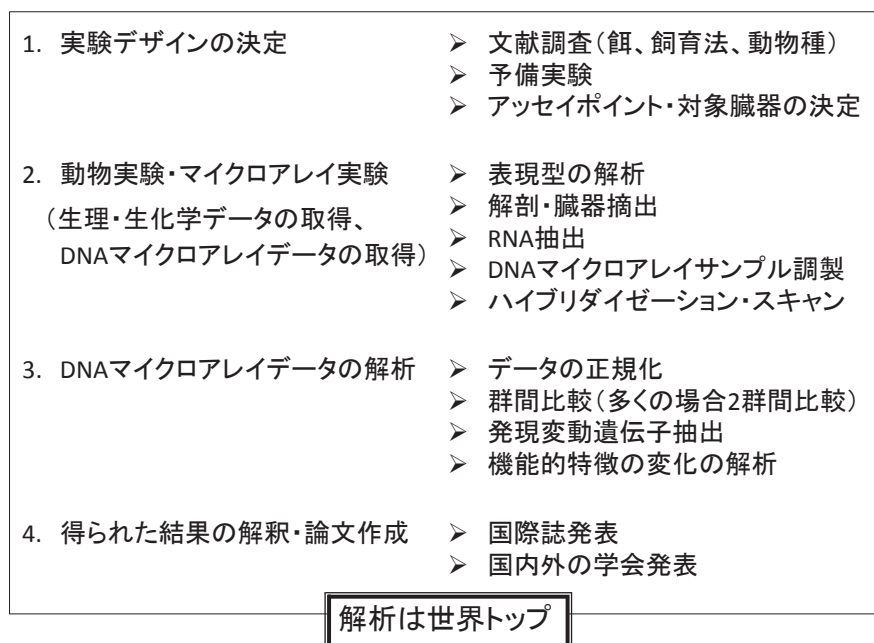 1. 実験デザインの決定
➢ 文献調査(餌、飼育法、動物種)
➢ 予備実験
➢ アッセイポイント・対象臓器の決定
2. 動物実験・マイクロアレイ実験
(生理・生化学データの取得、
DNAマイクロアレイデータの取得)
➢ 表現型の解析
➢ 解剖・臓器摘出
➢ RNA抽出
➢ DNAマイクロアレイサンプル調製
➢ ハイブリダイゼーション・スキャン
3. DNAマイクロアレイデータの解析
➢ データの正規化
➢ 群間比較(多くの場合2群間比較)
➢ 発現変動遺伝子抽出
➢ 機能的特徴の変化の解析
4. 得られた結果の解釈・論文作成
➢ 国際誌発表
➢ 国内外の学会発表
解析は世界トップ